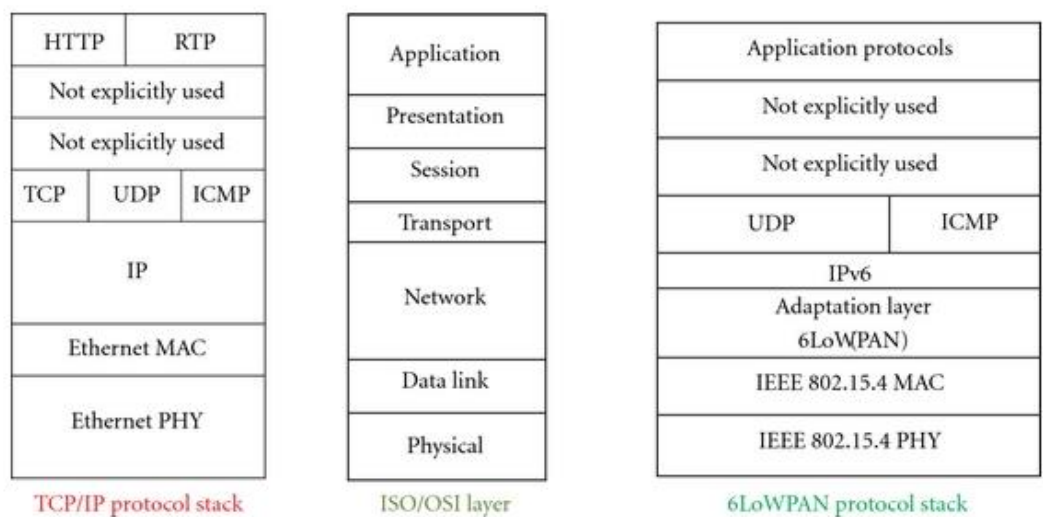 HTTP
RTP
Not explicitly used
Not explicitly used
TCP
UDP
ICMP
IP
Ethernet MAC
Ethernet PHY
TCP/IP protocol stack
Application
Presentation
Session
Transport
Network
Data link
Physical
ISO/OSI layer
Application protocols
Not explicitly used
Not explicitly used
UDP
ICMP
IPv6
Adaptation layer
6LoW(PAN)
IEEE 802.15.4 MAC
IEEE 802.15.4 PHY
6LoWPAN protocol stack